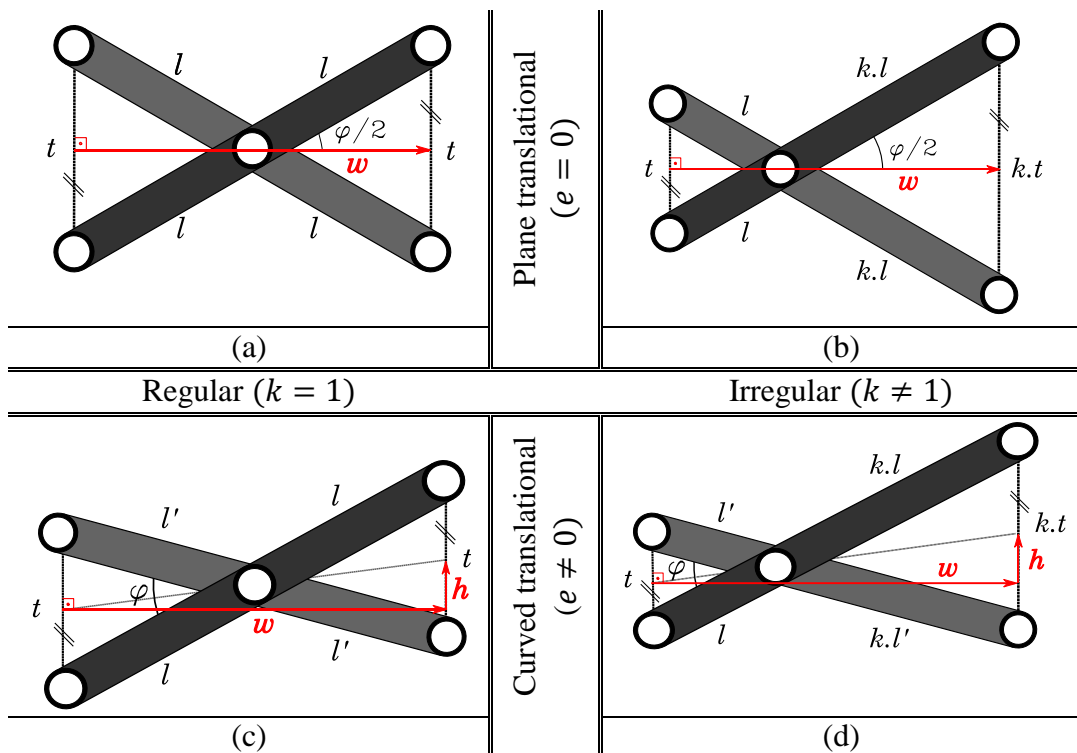 l
l
t
φ/2
w
t
l
l
(a)
Plane translational
(e = 0)
k.l
l
φ/2
t
w
k.t
l
k.l
(b)
Regular (k = 1)
Irregular (k ≠ 1)
l
l'
t
t
φ
h
w
l
l'
(c)
Curved translational
(e ≠ 0)
k.l
l'
k.t
t
φ
w
h
l
k.l'
(d)